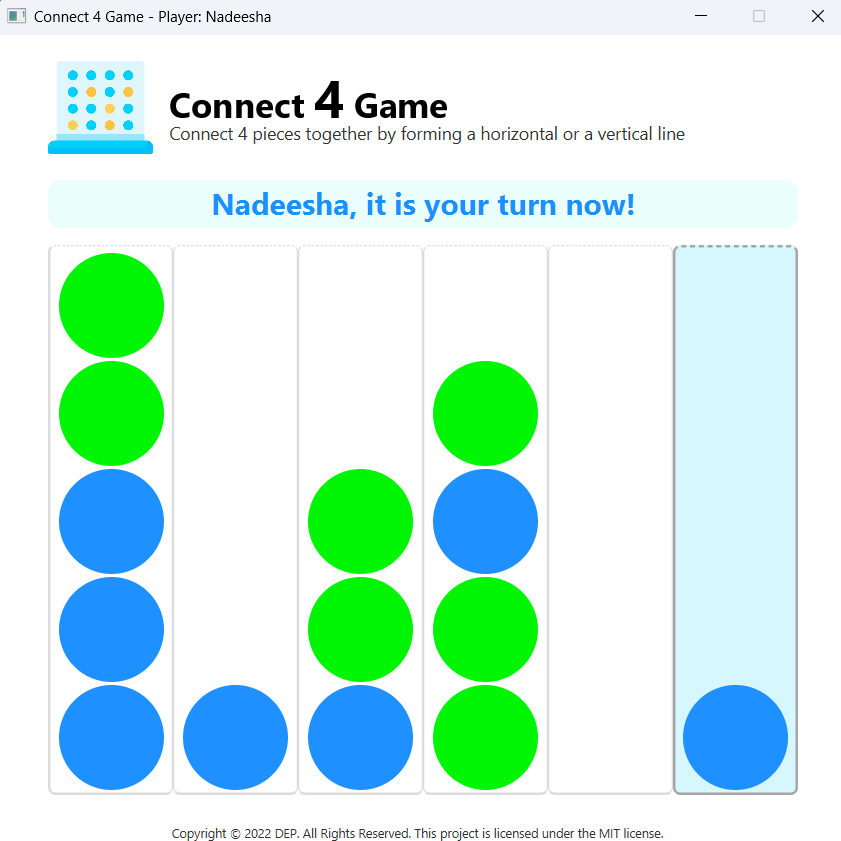 Connect 4 Game - Player: Nadeesha
Connect 4 Game
Connect 4 pieces together by forming a horizontal or a vertical line
Nadeesha, it is your turn now!
Copyright © 2022 DEP. All Rights Reserved. This project is licensed under the MIT license.